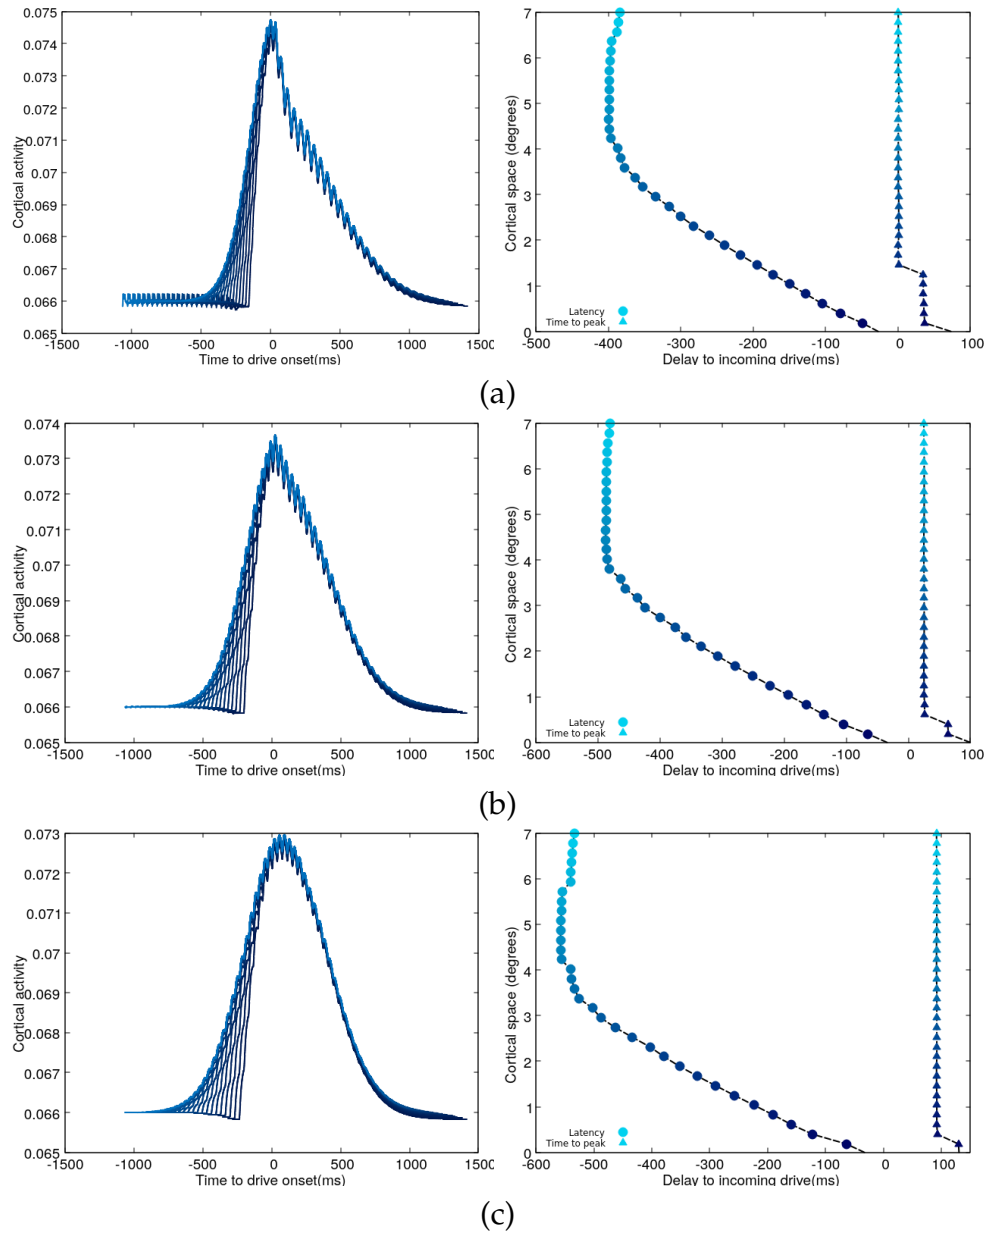 0.075
0.074
0.073
0.072
0.071
0.07
0.069
0.068
0.067
0.066
0.065
Cortical activity
-1500 -1000 -500 0 500 1000 1500
Time to drive onset(ms)
7
6
5
4
3
2
1
0
Cortical space (degrees)
Latency
Time to peak
-500 -400 -300 -200 -100 0 100
Delay to incoming drive(ms)
(a)
0.074
0.073
0.072
0.071
0.07
0.069
0.068
0.067
0.066
0.065
Cortical activity
-1500 -1000 -500 0 500 1000 1500
Time to drive onset(ms)
7
6
5
4
3
2
1
0
Cortical space (degrees)
Latency
Time to peak
-600 -500 -400 -300 -200 -100 0 100
Delay to incoming drive(ms)
(b)
0.073
0.072
0.071
0.07
0.069
0.068
0.067
0.066
0.065
Cortical activity
-1500 -1000 -500 0 500 1000 1500
Time to drive onset(ms)
7
6
5
4
3
2
1
0
Cortical space (degrees)
Latency
Time to peak
-600 -500 -400 -300 -200 -100 0 100
Delay to incoming drive(ms)
(c)